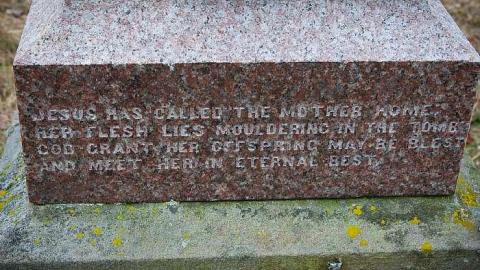 JESUS HAS CALLED THE MOTHER HOME,
HER FLESH LIES MOULDERING IN THE TOMB
GOD GRANT HER OFFSPRING MAY BE BLEST
AND MEET HER IN ETERNAL REST.